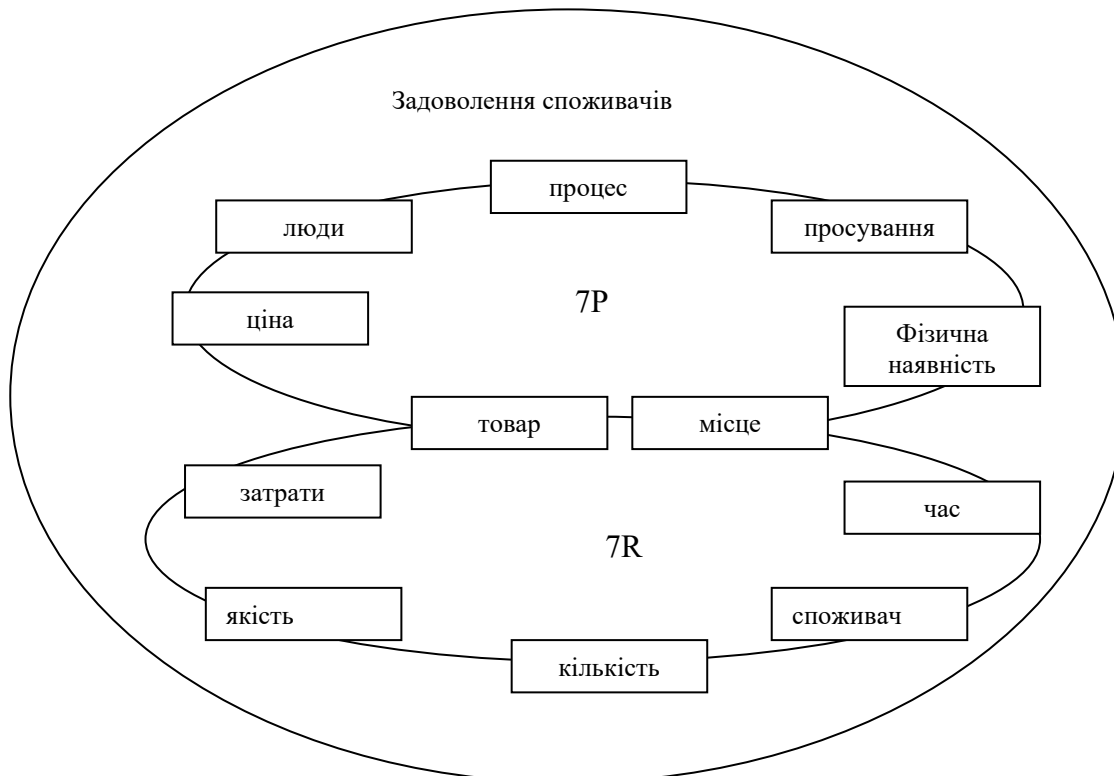 Задоволення споживачів
процес
люди
просування
7P
ціна
Фізична
наявність
товар
місце
затрати
час
7R
якість
споживач
кількість